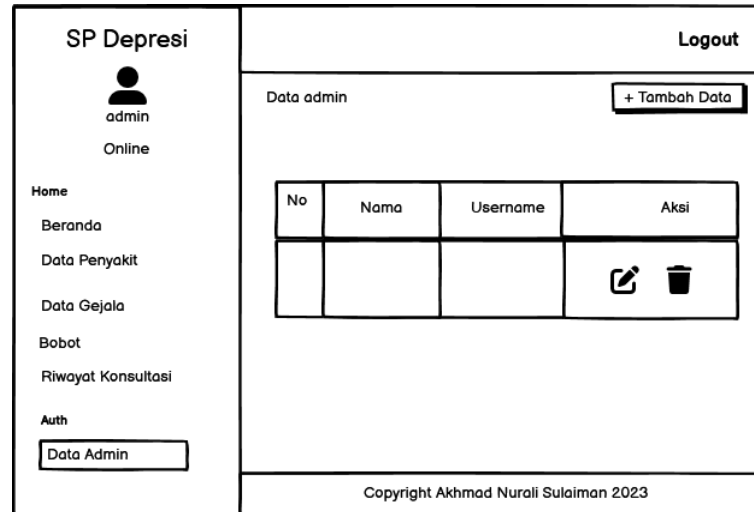 SP Depresi
admin
Online
Home
Beranda
Data Penyakit
Data Gejala
Bobot
Riwayat Konsultasi
Auth
Data Admin
Logout
Data admin
+ Tambah Data
No Nama Username Aksi
Copyright Akhmad Nurali Sulaiman 2023